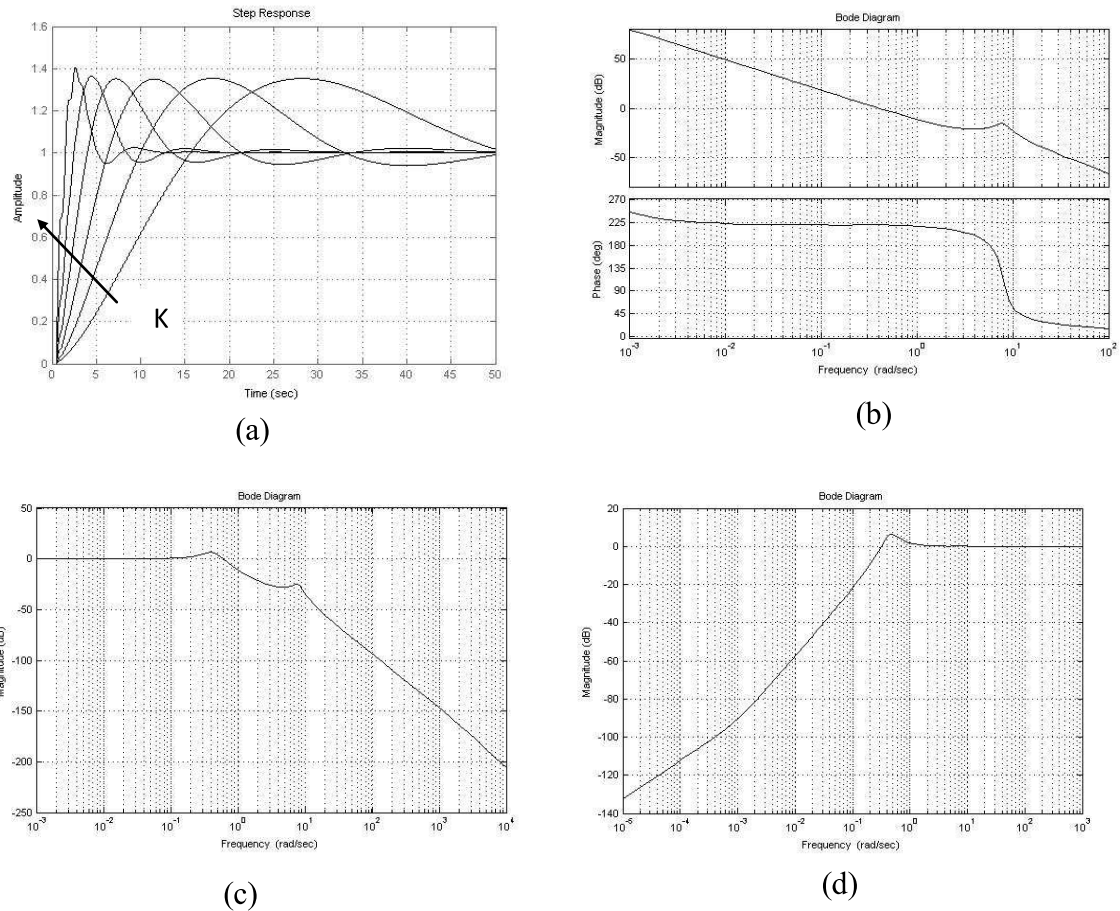 Step Response
1.6
1.4
1.2
1
0.8
0.6
0.4
0.2
0
Amplitude
K
0 5 10 15 20 25 30 35 40 45 50
Time (sec)
(a)
Bode Diagram
50
0
-50
Magnitude (dB)
270
225
180
135
90
45
0
Phase (deg)
10^-3 10^-2 10^-1 10^0 10^1 10^2
Frequency (rad/sec)
(b)
Bode Diagram
50
0
-50
-100
-150
-200
-250
Magnitude (dB)
10^-3 10^-2 10^-1 10^0 10^1 10^2 10^3 10^4
Frequency (rad/sec)
(c)
Bode Diagram
20
0
-20
-40
-60
-80
-100
-120
-140
Magnitude (dB)
10^-5 10^-4 10^-3 10^-2 10^-1 10^0 10^1 10^2 10^3
Frequency (rad/sec)
(d)